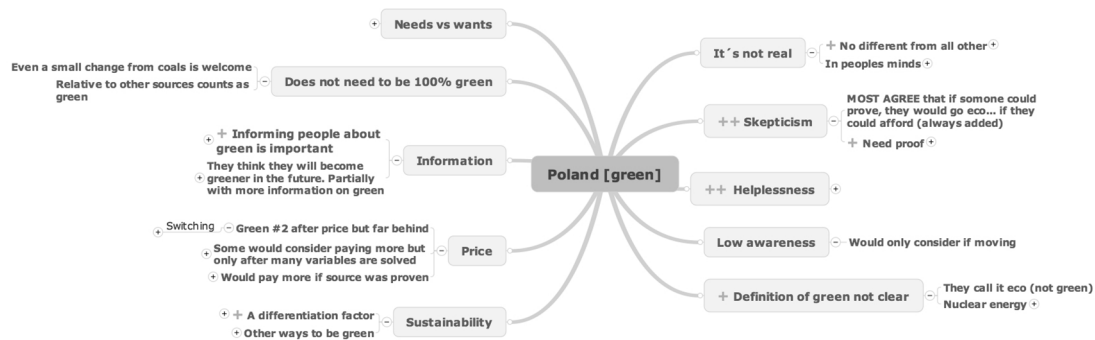 Needs vs wants
Even a small change from coals is welcome
Relative to other sources counts as
green
Does not need to be 100% green
+ Informing people about
green is important
They think they will become
greener in the future. Partially
with more information on green
Information
Switching
Green #2 after price but far behind
Some would consider paying more but
only after many variables are solved
Would pay more if source was proven
Price
+ A differentiation factor
Other ways to be green
Sustainability
Poland [green]
It´s not real
+ No different from all other
In peoples minds
++ Skepticism
MOST AGREE that if somone could
prove, they would go eco... if they
could afford (always added)
+ Need proof
++ Helplessness
Low awareness
Would only consider if moving
+ Definition of green not clear
They call it eco (not green)
Nuclear energy